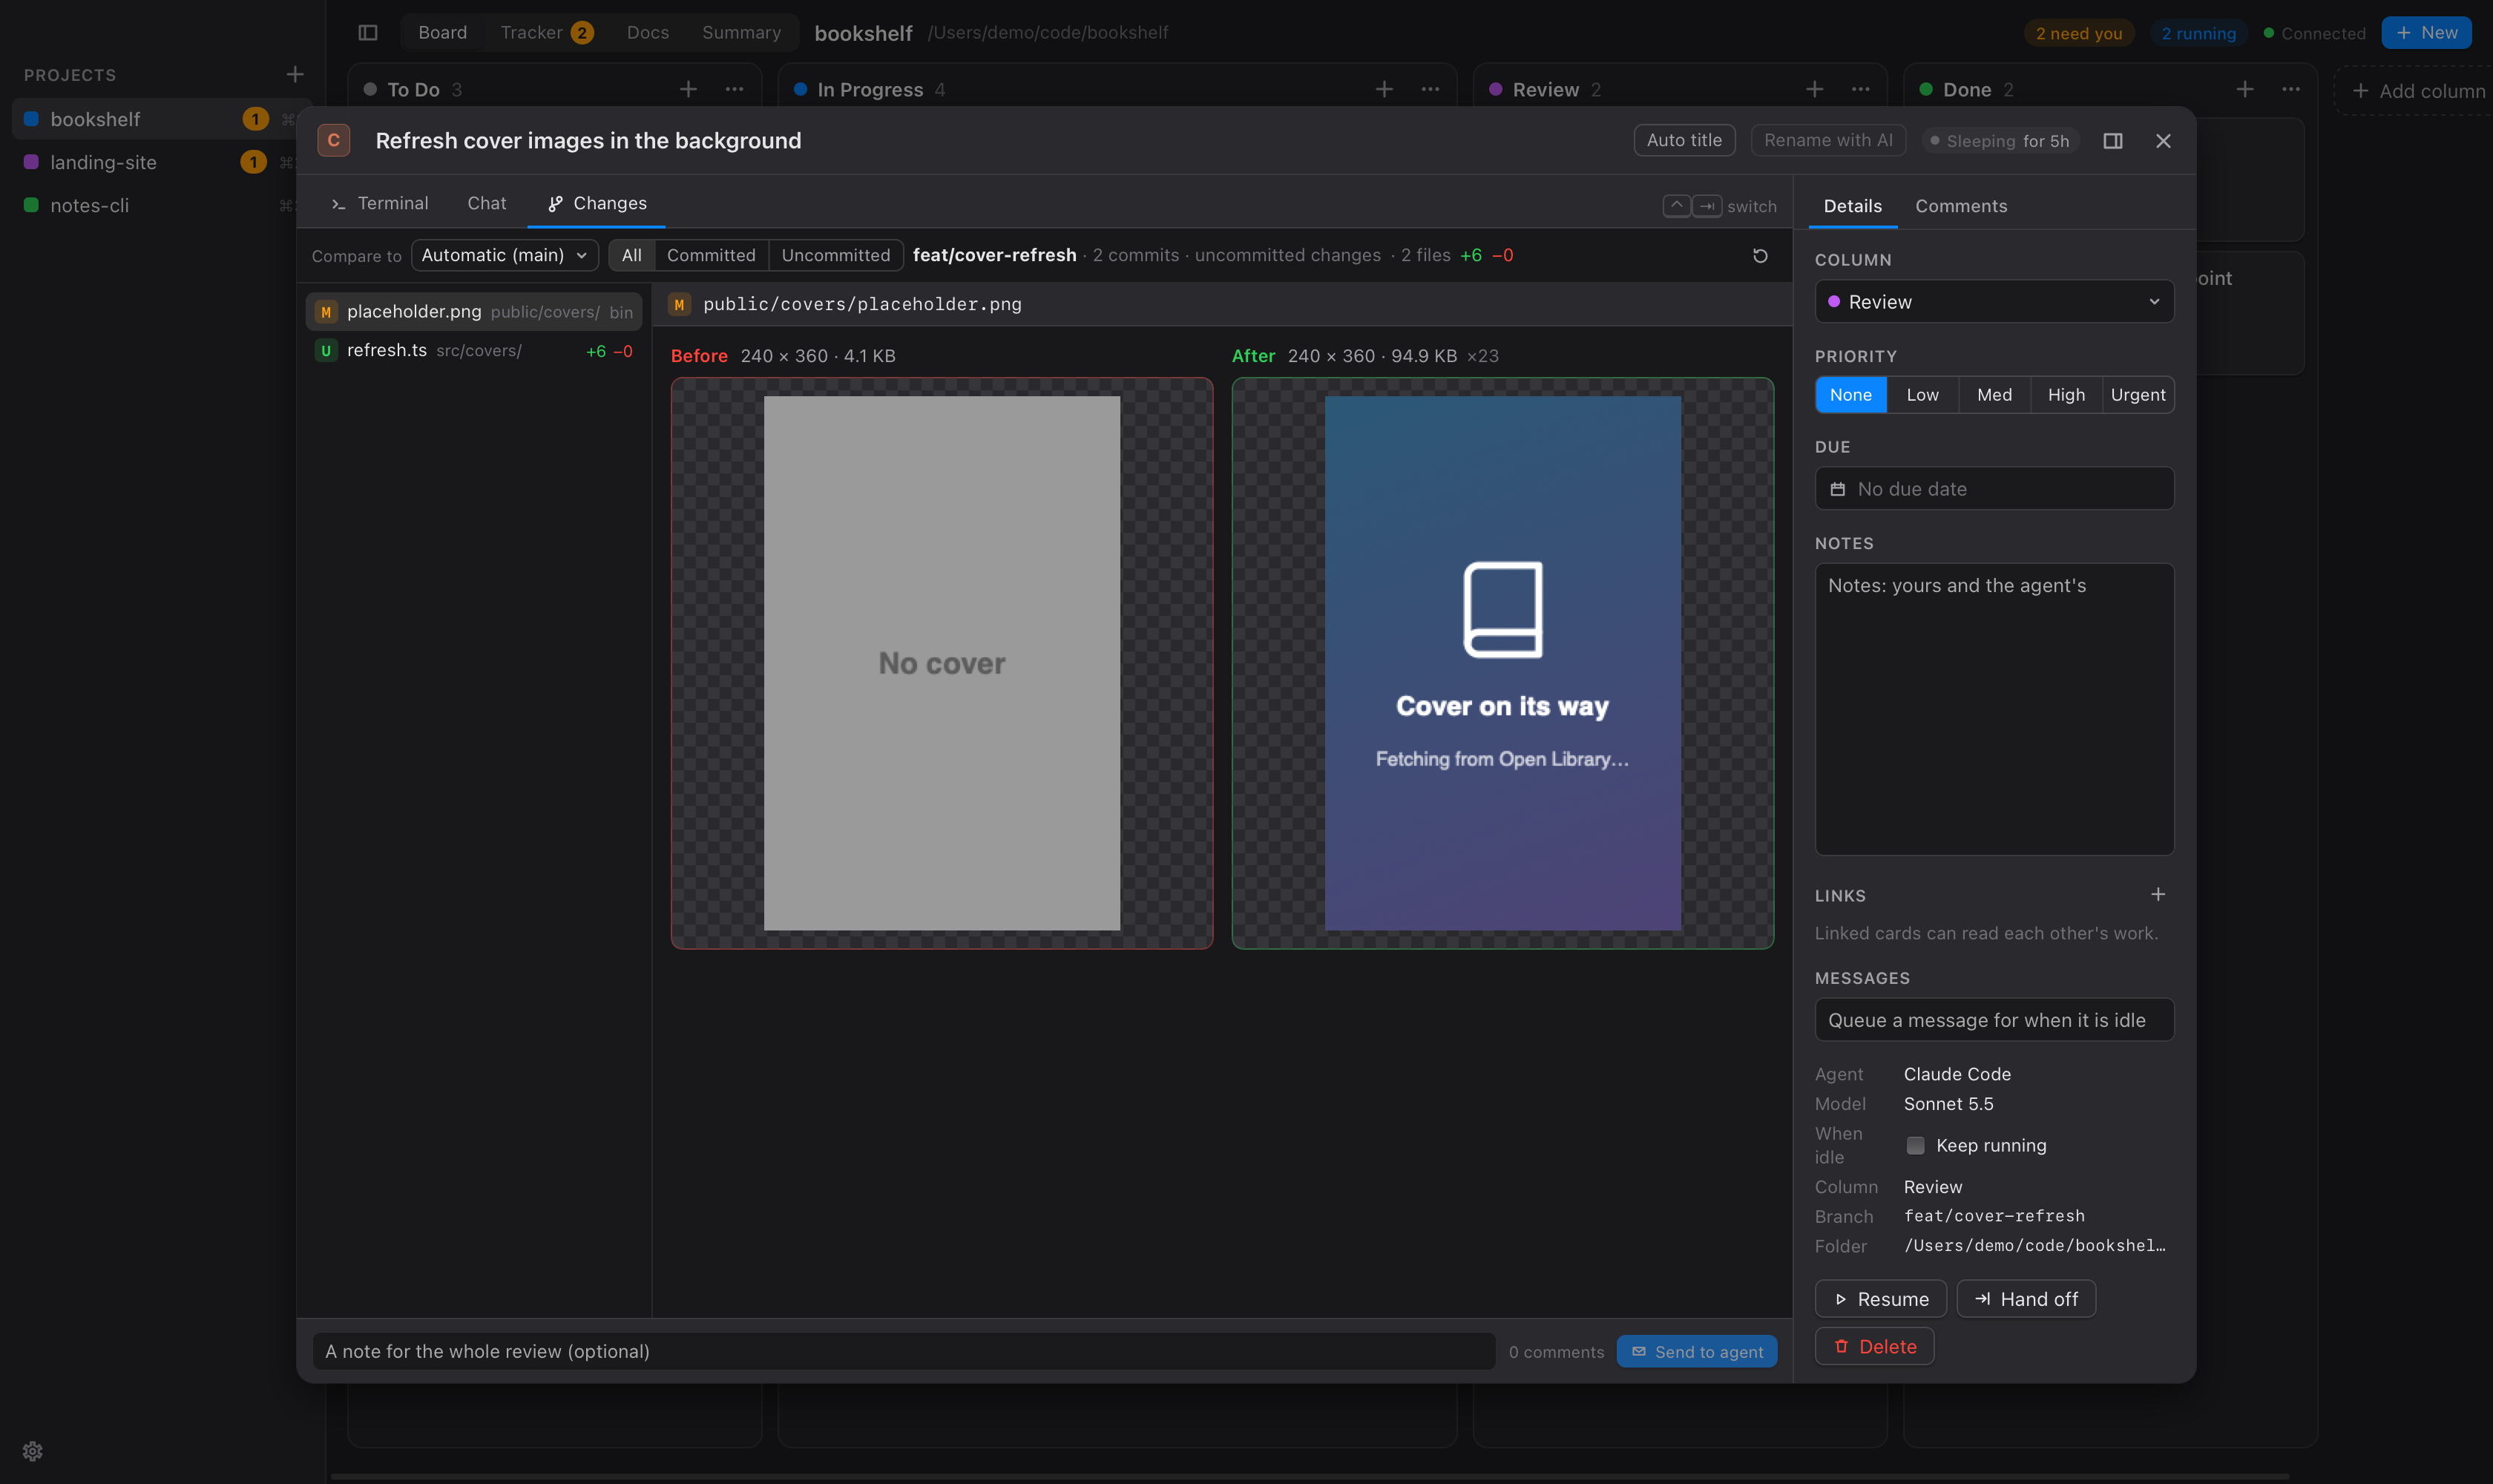 Board Tracker 2 Docs Summary bookshelf /Users/demo/code/bookshelf 2 need you 2 running Connected + New
PROJECTS
bookshelf 1
landing-site 1
notes-cli
To Do 3
In Progress 4
Review 2
Done 2
+ Add column
oint
C Refresh cover images in the background Auto title Rename with AI Sleeping for 5h
Terminal Chat Changes switch
Compare to Automatic (main) All Committed Uncommitted feat/cover-refresh · 2 commits · uncommitted changes · 2 files +6 −0
M placeholder.png public/covers/ bin
U refresh.ts src/covers/ +6 −0
M public/covers/placeholder.png
Before 240 × 360 · 4.1 KB
No cover
After 240 × 360 · 94.9 KB ×23
Cover on its way
Fetching from Open Library…
A note for the whole review (optional) 0 comments Send to agent
Details Comments
COLUMN
Review
PRIORITY
None Low Med High Urgent
DUE
No due date
NOTES
Notes: yours and the agent's
LINKS
Linked cards can read each other's work.
MESSAGES
Queue a message for when it is idle
Agent Claude Code
Model Sonnet 5.5
When idle Keep running
Column Review
Branch feat/cover-refresh
Folder /Users/demo/code/bookshel…
Resume Hand off
Delete